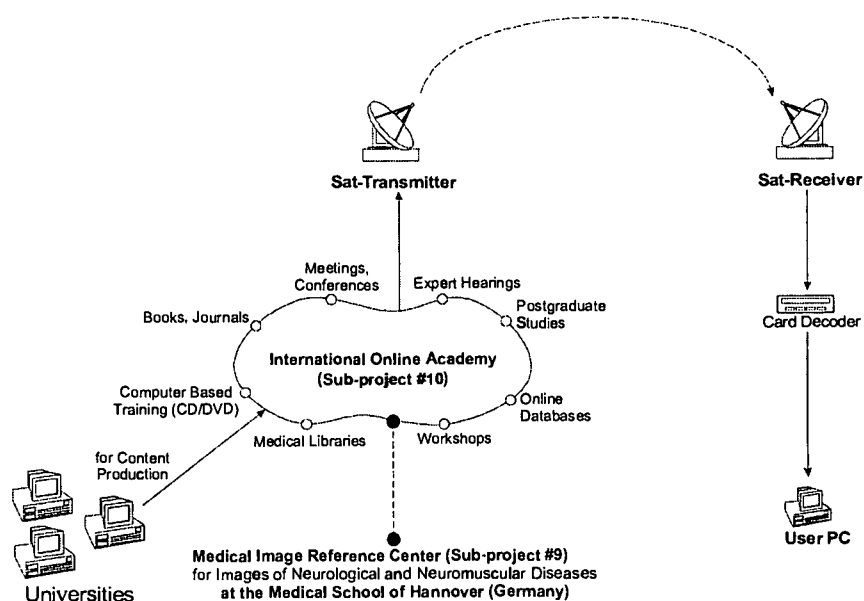 Sat-Transmitter
Sat-Receiver
Meetings,
Conferences
Expert Hearings
Books, Journals
Postgraduate
Studies
Card Decoder
International Online Academy
(Sub-project #10)
Computer Based
Training (CD/DVD)
Online
Databases
Medical Libraries
Workshops
for Content
Production
User PC
Medical Image Reference Center (Sub-project #9)
for Images of Neurological and Neuromuscular Diseases
at the Medical School of Hannover (Germany)
Universities